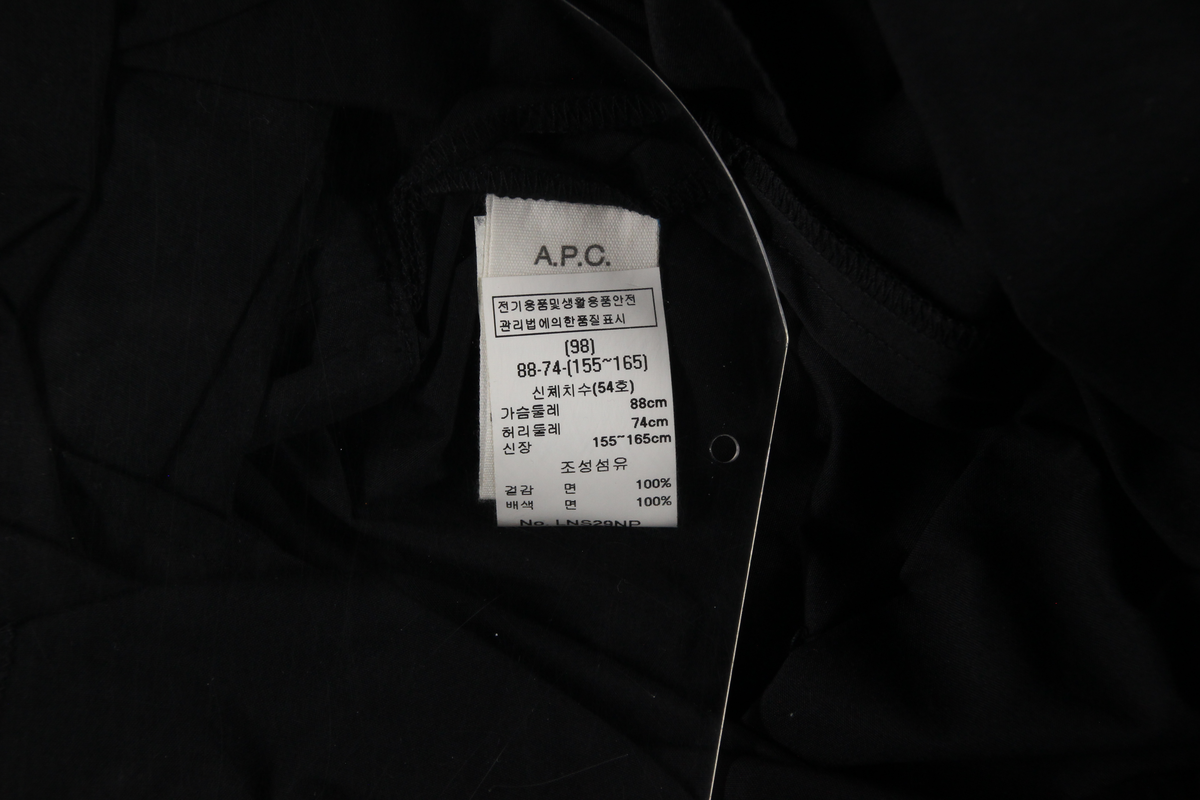 A.P.C.
전기용품및생활용품안전
관리법에의한품질표시
(98)
88-74-(155~165)
신체치수(54호)
가슴둘레 88cm
허리둘레 74cm
신장 155~165cm
조성섬유
겉감 면 100%
배색 면 100%
No. LNS29NP